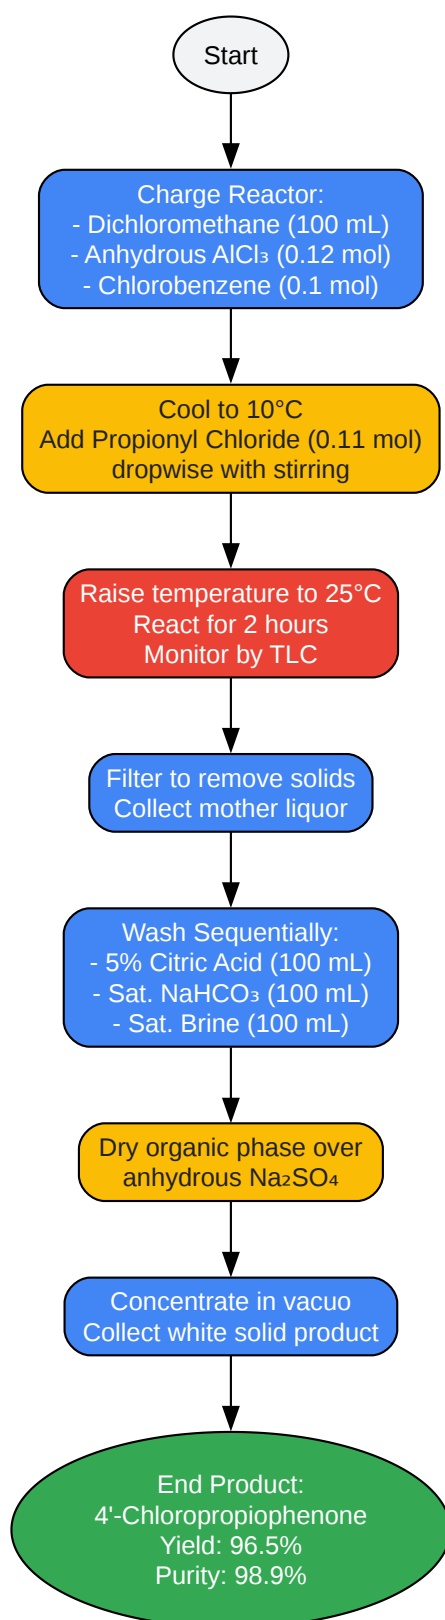 Start
Charge Reactor:
- Dichloromethane (100 mL)
- Anhydrous AlCl₃ (0.12 mol)
- Chlorobenzene (0.1 mol)
Cool to 10°C
Add Propionyl Chloride (0.11 mol)
dropwise with stirring
Raise temperature to 25°C
React for 2 hours
Monitor by TLC
Filter to remove solids
Collect mother liquor
Wash Sequentially:
- 5% Citric Acid (100 mL)
- Sat. NaHCO₃ (100 mL)
- Sat. Brine (100 mL)
Dry organic phase over
anhydrous Na₂SO₄
Concentrate in vacuo
Collect white solid product
End Product:
4'-Chloropropiophenone
Yield: 96.5%
Purity: 98.9%